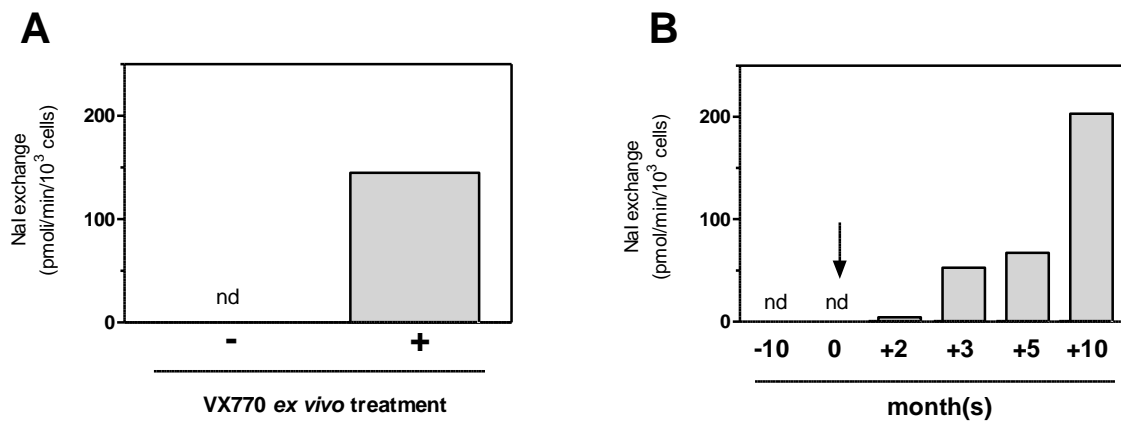 A
NaI exchange
(pmoli/min/10³ cells)
200
100
0
nd
- +
VX770 ex vivo treatment
B
NaI exchange
(pmol/min/10³ cells)
200
100
0
nd nd
-10 0 +2 +3 +5 +10
month(s)